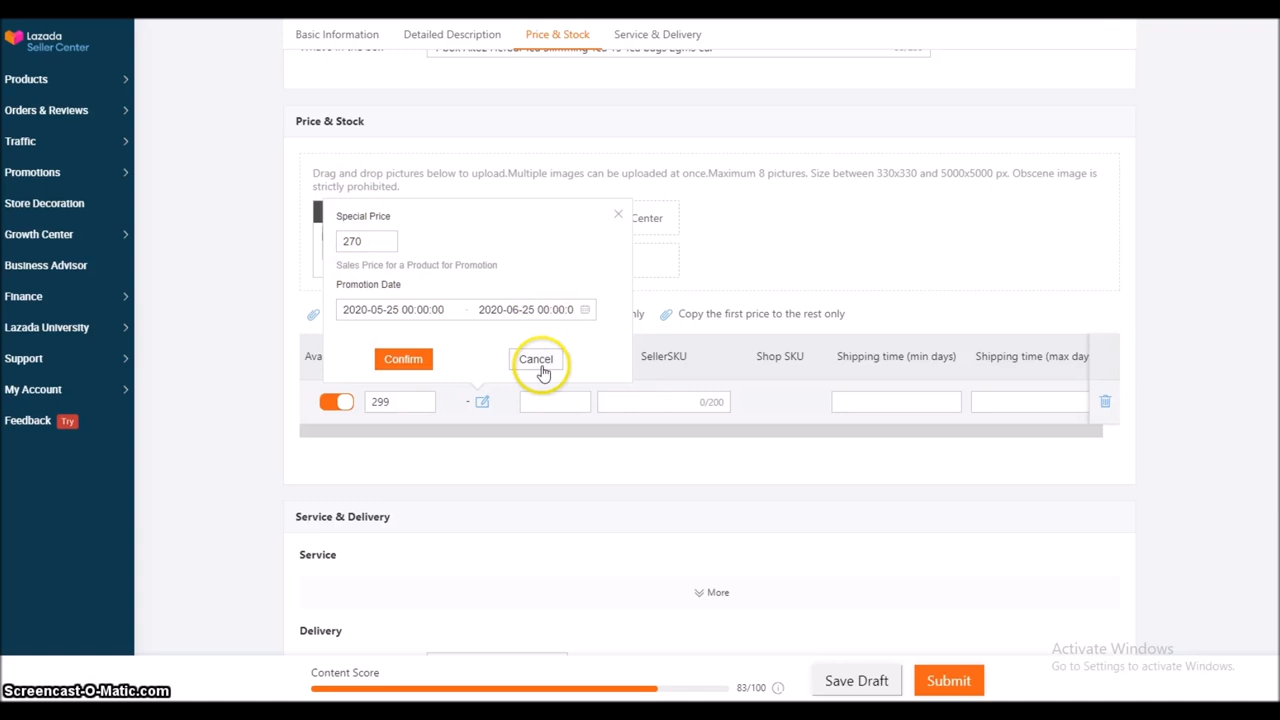 Lazada
Seller Center
Products
Orders & Reviews
Traffic
Promotions
Store Decoration
Growth Center
Business Advisor
Finance
Lazada University
Support
My Account
Feedback Try
Basic Information Detailed Description Price & Stock Service & Delivery
Price & Stock
Drag and drop pictures below to upload.Multiple images can be uploaded at once.Maximum 8 pictures. Size between 330x330 and 5000x5000 px. Obscene image is
strictly prohibited.
Special Price
Center
270
Sales Price for a Product for Promotion
Promotion Date
2020-05-25 00:00:00 - 2020-06-25 00:00:0
Copy the first price to the rest only
Confirm Cancel
Ava SellerSKU Shop SKU Shipping time (min days) Shipping time (max day
299 - 0/200
Service & Delivery
Service
More
Delivery
Content Score
83/100
Save Draft Submit
Activate Windows
Go to Settings to activate Windows.
Screencast-O-Matic.com